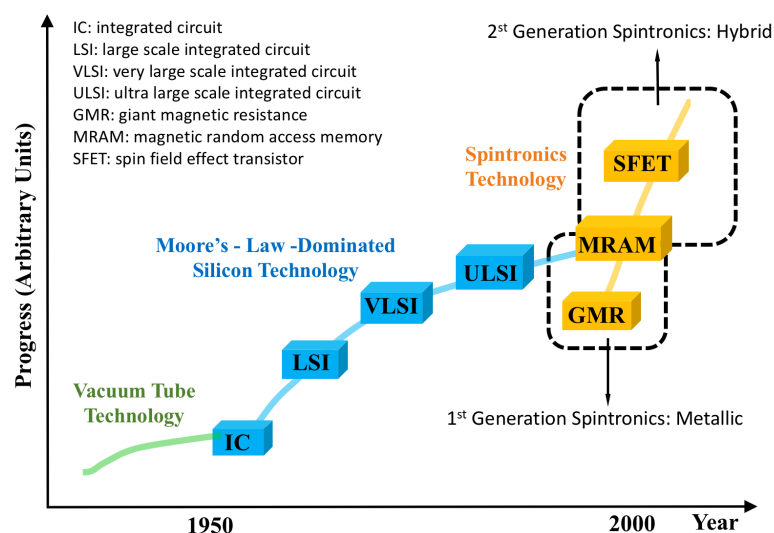 IC: integrated circuit
LSI: large scale integrated circuit
VLSI: very large scale integrated circuit
ULSI: ultra large scale integrated circuit
GMR: giant magnetic resistance
MRAM: magnetic random access memory
SFET: spin field effect transistor
2st Generation Spintronics: Hybrid
Spintronics
Technology
SFET
Moore's - Law -Dominated
Silicon Technology
MRAM
ULSI
VLSI
GMR
LSI
Vacuum Tube
Technology
IC
1st Generation Spintronics: Metallic
Progress (Arbitrary Units)
1950
2000
Year